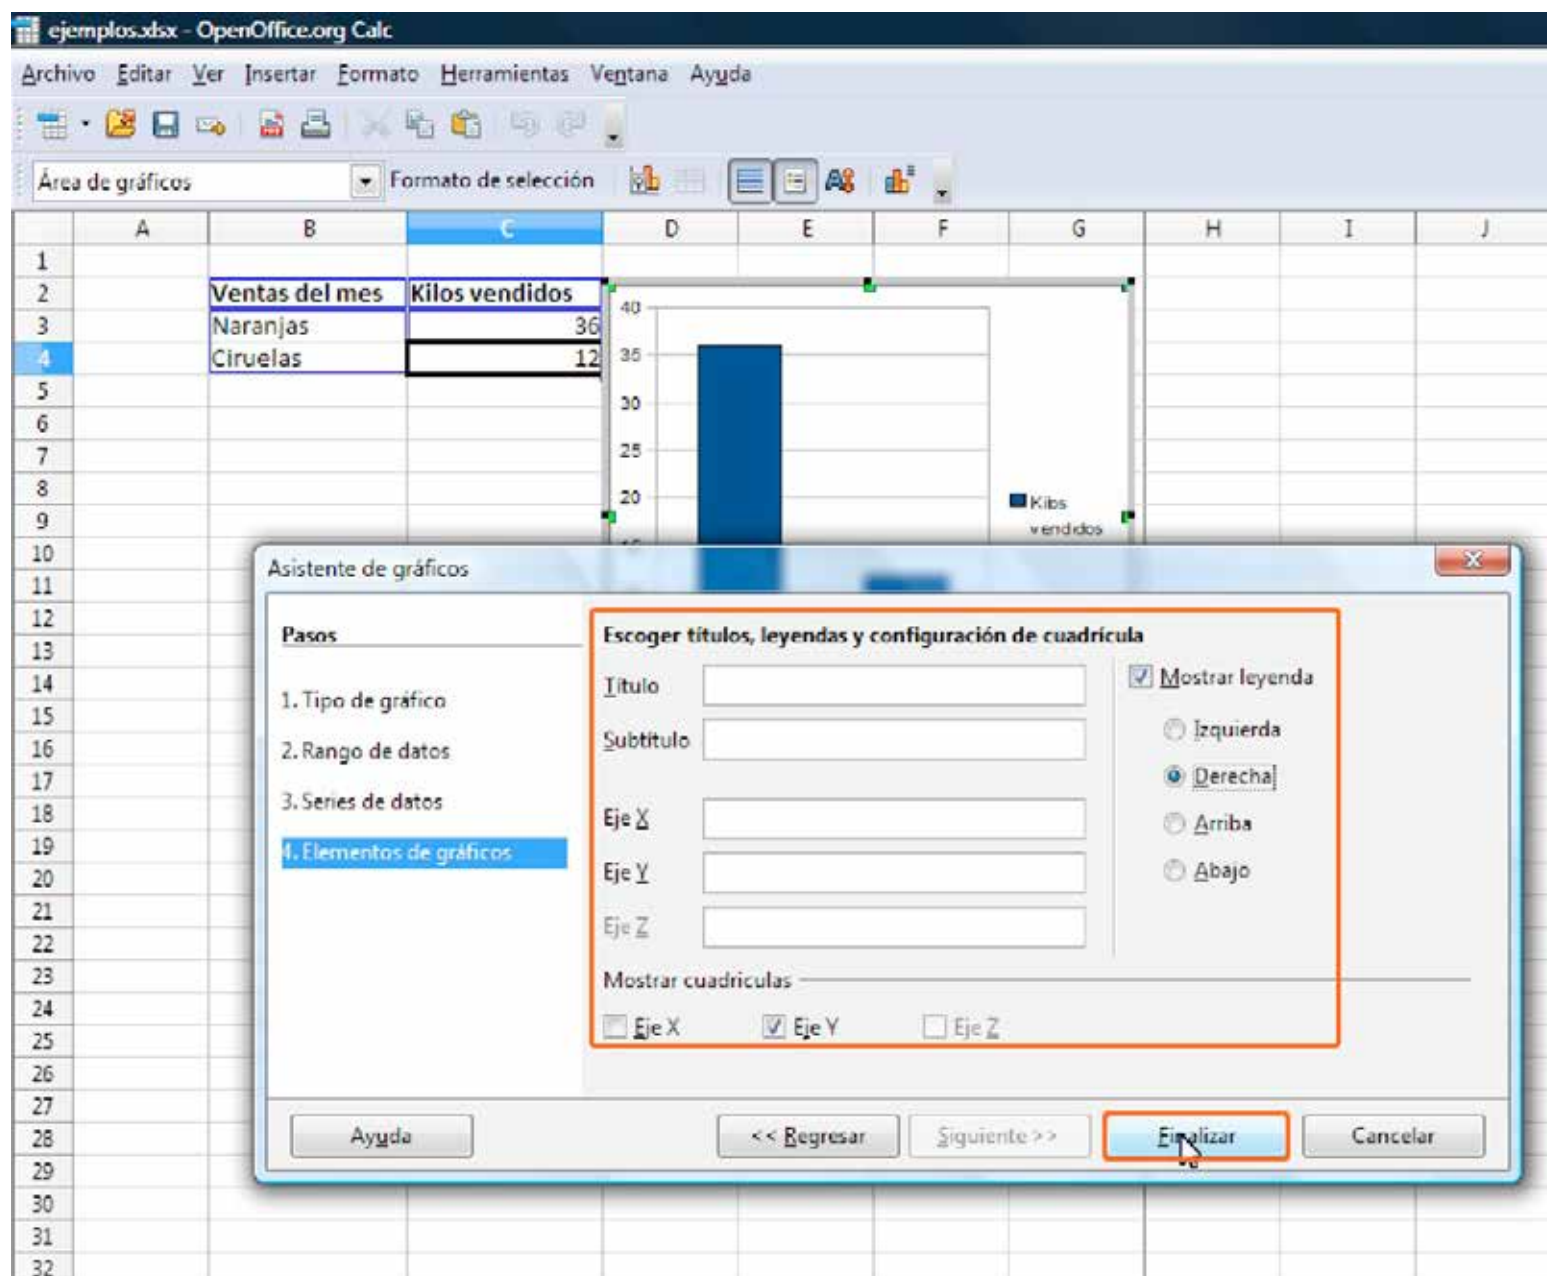 ejemplos.xlsx - OpenOffice.org Calc
Archivo Editar Ver Insertar Formato Herramientas Ventana Ayuda
Área de gráficos Formato de selección
A B C D E F G H I J
1
2 Ventas del mes Kilos vendidos
3 Naranjas 36
4 Ciruelas 12
5
6
7
8
9
10
11
12
13
14
15
16
17
18
19
20
21
22
23
24
25
26
27
28
29
30
31
32
40
35
30
25
20
Kilos
vendidos
Asistente de gráficos
Pasos
1. Tipo de gráfico
2. Rango de datos
3. Series de datos
4. Elementos de gráficos
Escoger títulos, leyendas y configuración de cuadrícula
Título
Subtítulo
Eje X
Eje Y
Eje Z
Mostrar leyenda
Izquierda
Derecha
Arriba
Abajo
Mostrar cuadrículas
Eje X Eje Y Eje Z
Ayuda << Regresar Siguiente >> Finalizar Cancelar